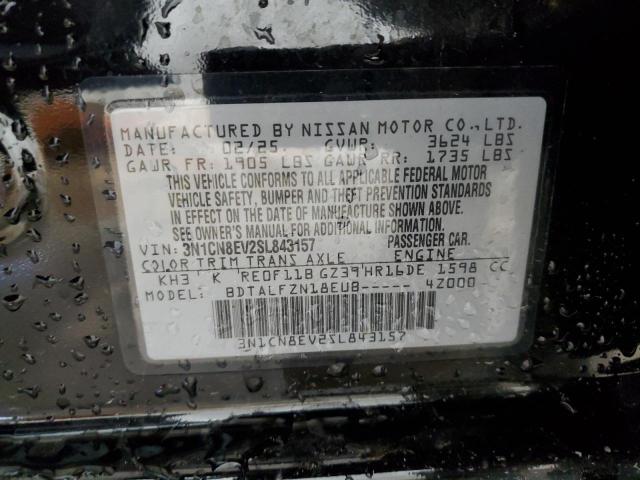 MANUFACTURED BY NISSAN MOTOR CO., LTD.
DATE: 02/25 GVWR: 3624 LBS
GAWR FR: 1905 LBS GAWR RR: 1735 LBS
THIS VEHICLE CONFORMS TO ALL APPLICABLE FEDERAL MOTOR
VEHICLE SAFETY, BUMPER AND THEFT PREVENTION STANDARDS
IN EFFECT ON THE DATE OF MANUFACTURE SHOWN ABOVE.
SEE OWNER'S MANUAL FOR ADDITIONAL INFORMATION.
VIN: 3N1CN8EV2SL843157 PASSENGER CAR.
COLOR TRIM TRANS AXLE ENGINE
KH3 K RE0F11B GZ39 HR16DE 1598 CC
MODEL: BDTALFZN18EUB----- 4Z000
3N1CN8EV2SL843157